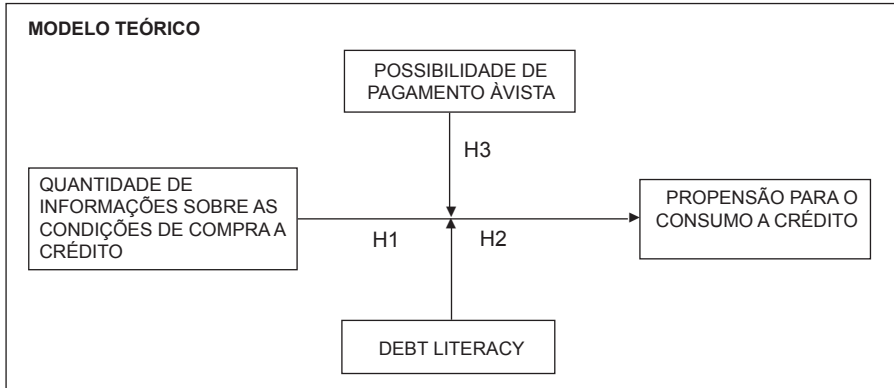 MODELO TEÓRICO
POSSIBILIDADE DE
PAGAMENTO ÀVISTA
H3
QUANTIDADE DE
INFORMAÇÕES SOBRE AS
CONDIÇÕES DE COMPRA A
CRÉDITO
H1
H2
PROPENSÃO PARA O
CONSUMO A CRÉDITO
DEBT LITERACY